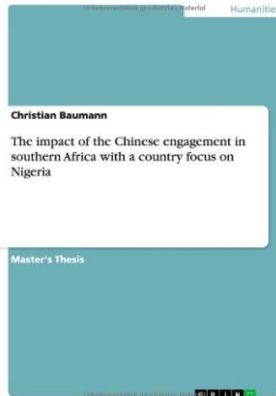 Humanities
Christian Baumann
The impact of the Chinese engagement in
southern Africa with a country focus on
Nigeria
Master's Thesis
GRIN